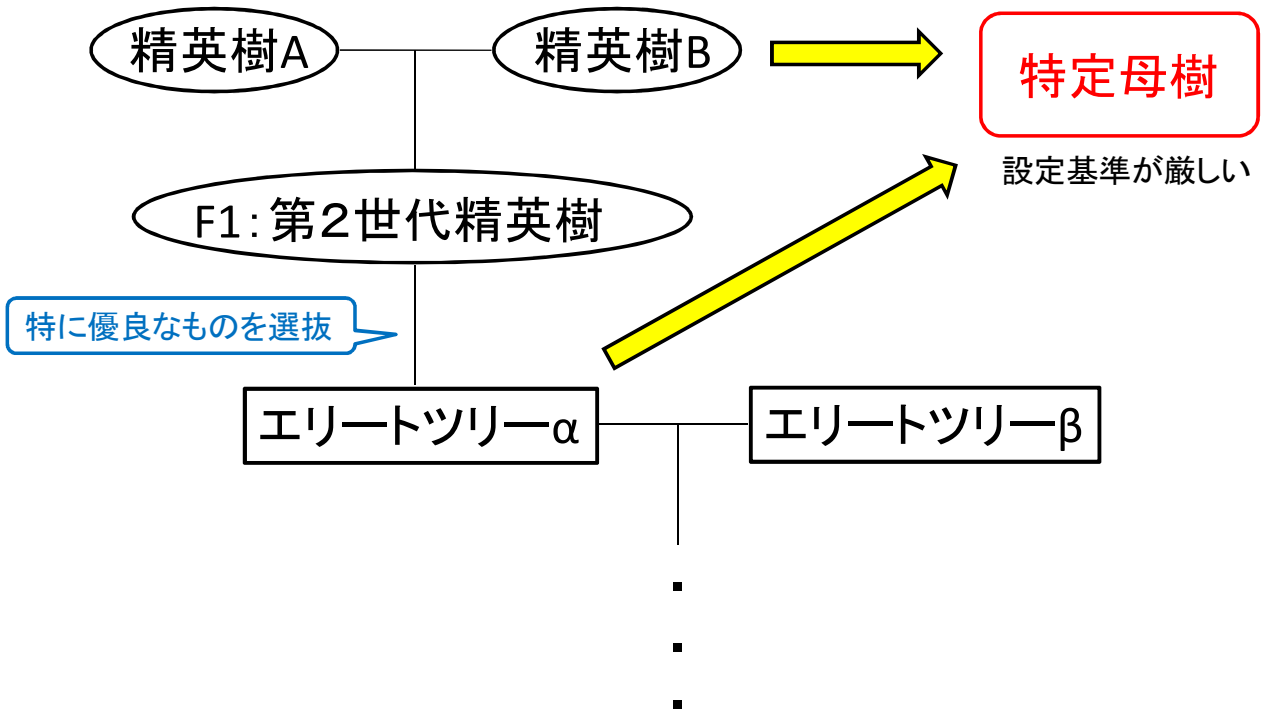 精英樹A
精英樹B
特定母樹
設定基準が厳しい
F1:第２世代精英樹
特に優良なものを選抜
エリートツリーα
エリートツリーβ